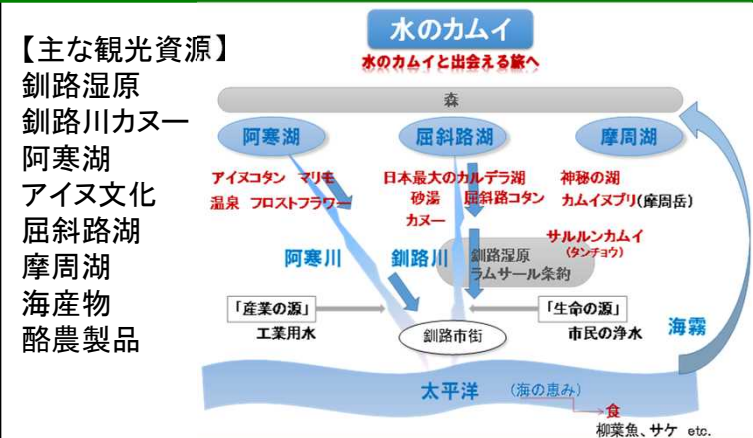 【主な観光資源】
釧路湿原
釧路川カヌー
阿寒湖
アイヌ文化
屈斜路湖
摩周湖
海産物
酪農製品
水のカムイ
水のカムイと出会える旅へ
森
阿寒湖
屈斜路湖
摩周湖
アイヌコタン マリモ
温泉 フロストフラワー
日本最大のカルデラ湖
砂湯 屈斜路コタン
カヌー
神秘の湖
カムイヌプリ(摩周岳)
サルルンカムイ
(タンチョウ)
阿寒川
釧路川
釧路湿原
ラムサール条約
「産業の源」
工業用水
釧路市街
「生命の源」
市民の浄水
海霧
太平洋 (海の恵み)
食
柳葉魚、サケ etc.